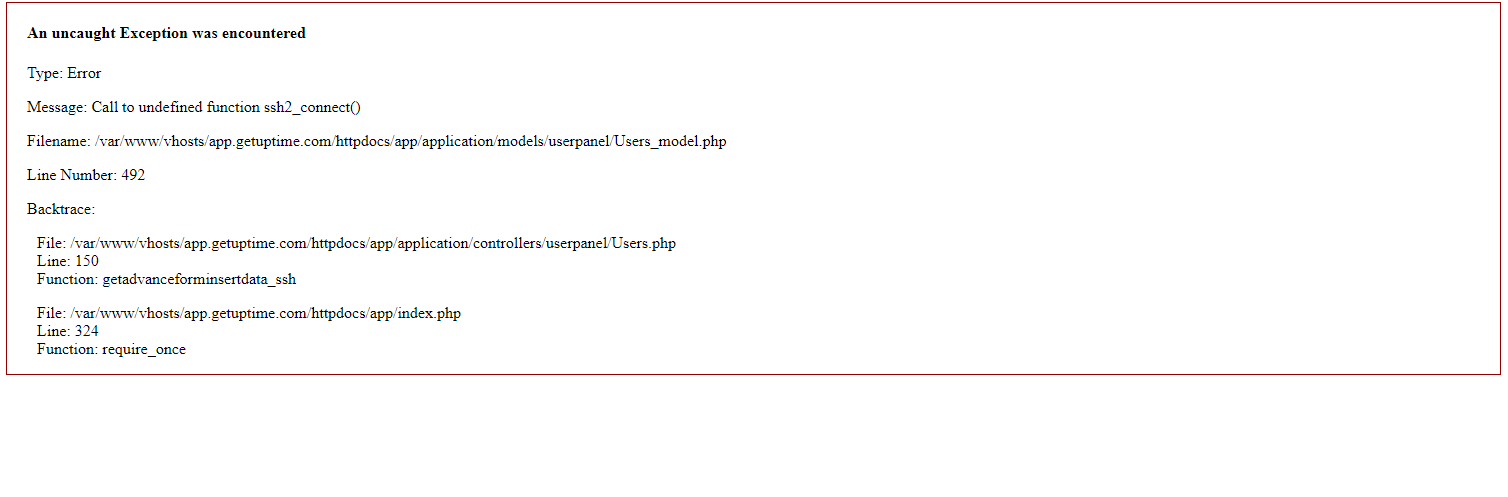 An uncaught Exception was encountered
Type: Error
Message: Call to undefined function ssh2_connect()
Filename: /var/www/vhosts/app.getuptime.com/httpdocs/app/application/models/userpanel/Users_model.php
Line Number: 492
Backtrace:
File: /var/www/vhosts/app.getuptime.com/httpdocs/app/application/controllers/userpanel/Users.php
Line: 150
Function: getadvanceforminsertdata_ssh
File: /var/www/vhosts/app.getuptime.com/httpdocs/app/index.php
Line: 324
Function: require_once